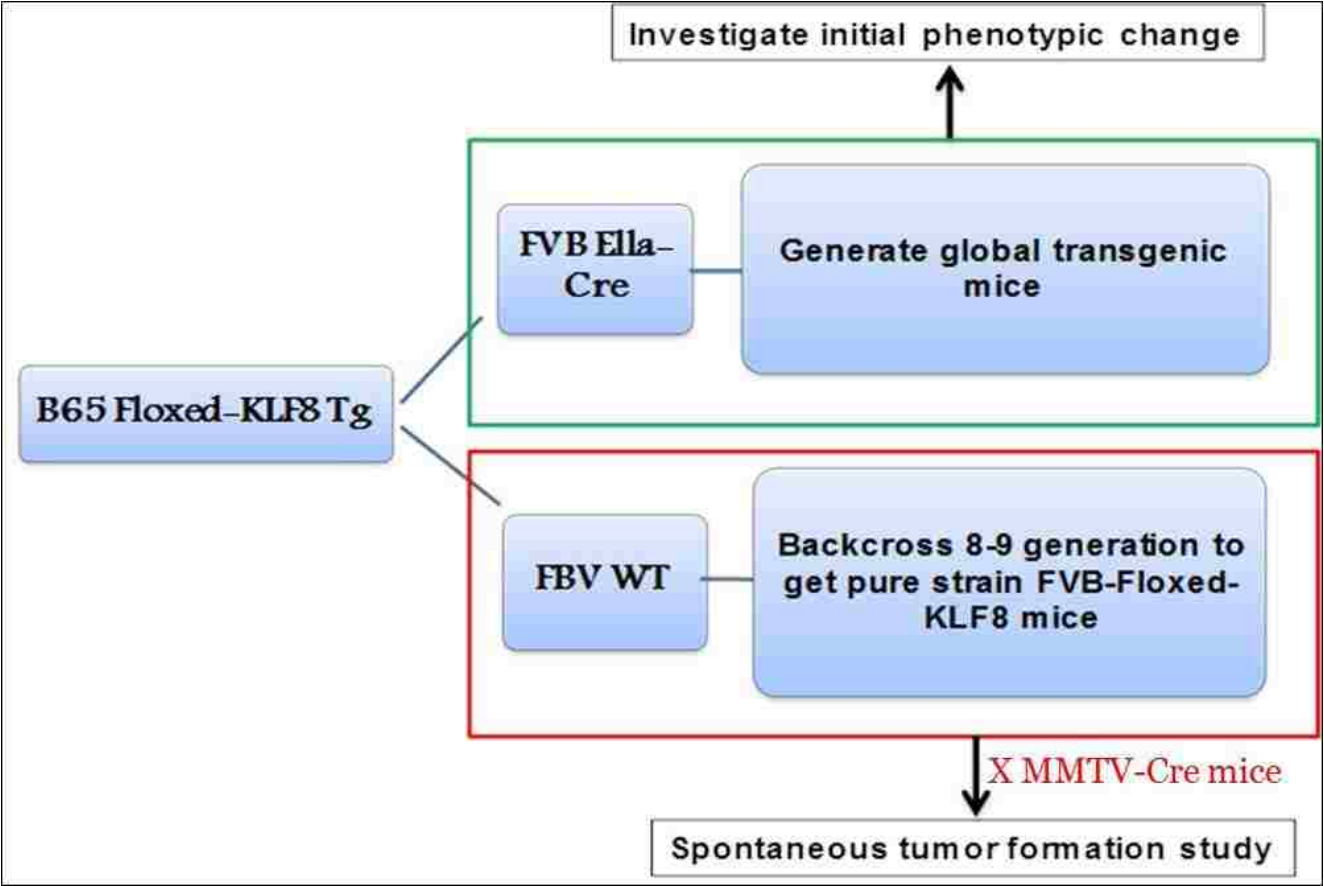 Investigate initial phenotypic change
FVB Ella-
Cre
Generate global transgenic
mice
B65 Floxed-KLF8 Tg
FBV WT
Backcross 8-9 generation to
get pure strain FVB-Floxed-
KLF8 mice
X MMTV-Cre mice
Spontaneous tumor formation study